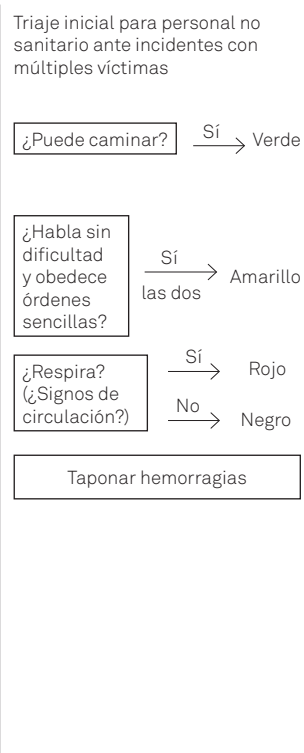 Triaje inicial para personal no
sanitario ante incidentes con
múltiples víctimas
¿Puede caminar?
Sí
Verde
¿Habla sin
dificultad
y obedece
órdenes
sencillas?
Sí
las dos
Amarillo
¿Respira?
(¿Signos de
circulación?)
Sí
Rojo
No
Negro
Taponar hemorragias